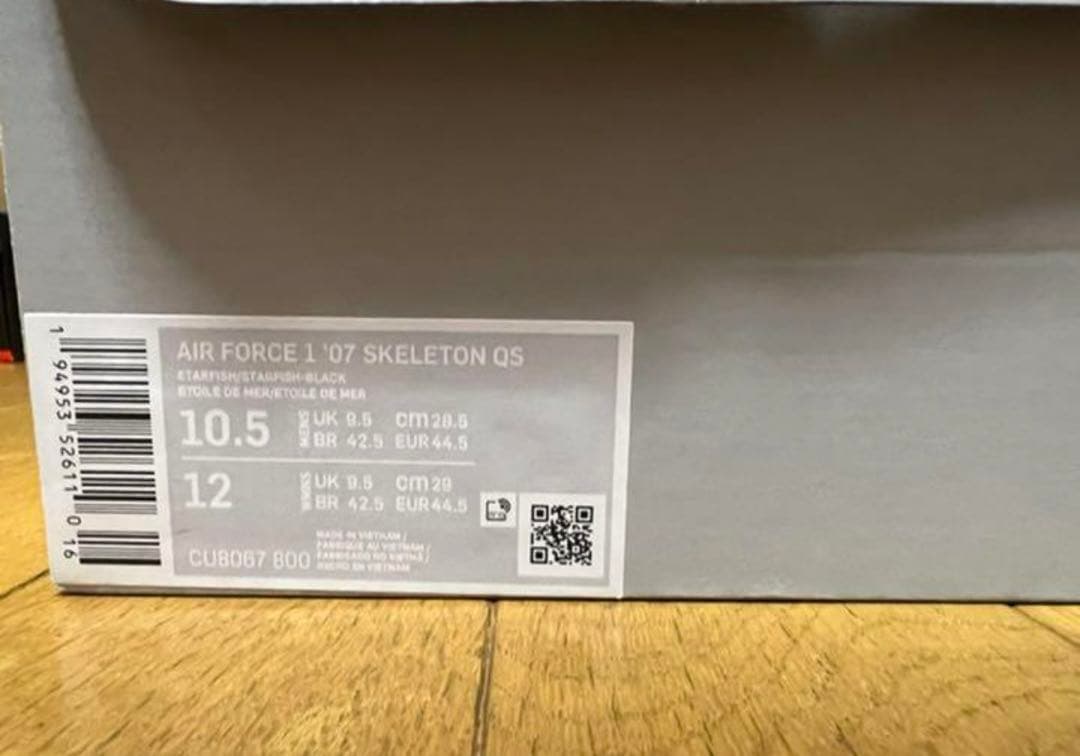 1 94953 52611 0 16
AIR FORCE 1 '07 SKELETON QS
STARFISH/STARFISH-BLACK
ETOILE DE MER/ETOILE DE MER
10.5 MENS UK 9.5 cm 28.5
BR 42.5 EUR 44.5
12 WMNS UK 9.5 cm 29
BR 42.5 EUR 44.5
CU8067 800
MADE IN VIETNAM /
FABRIQUE AU VIETNAM /
FABRICADO NO VIETNÃ /
HECHO EN VIETNAM